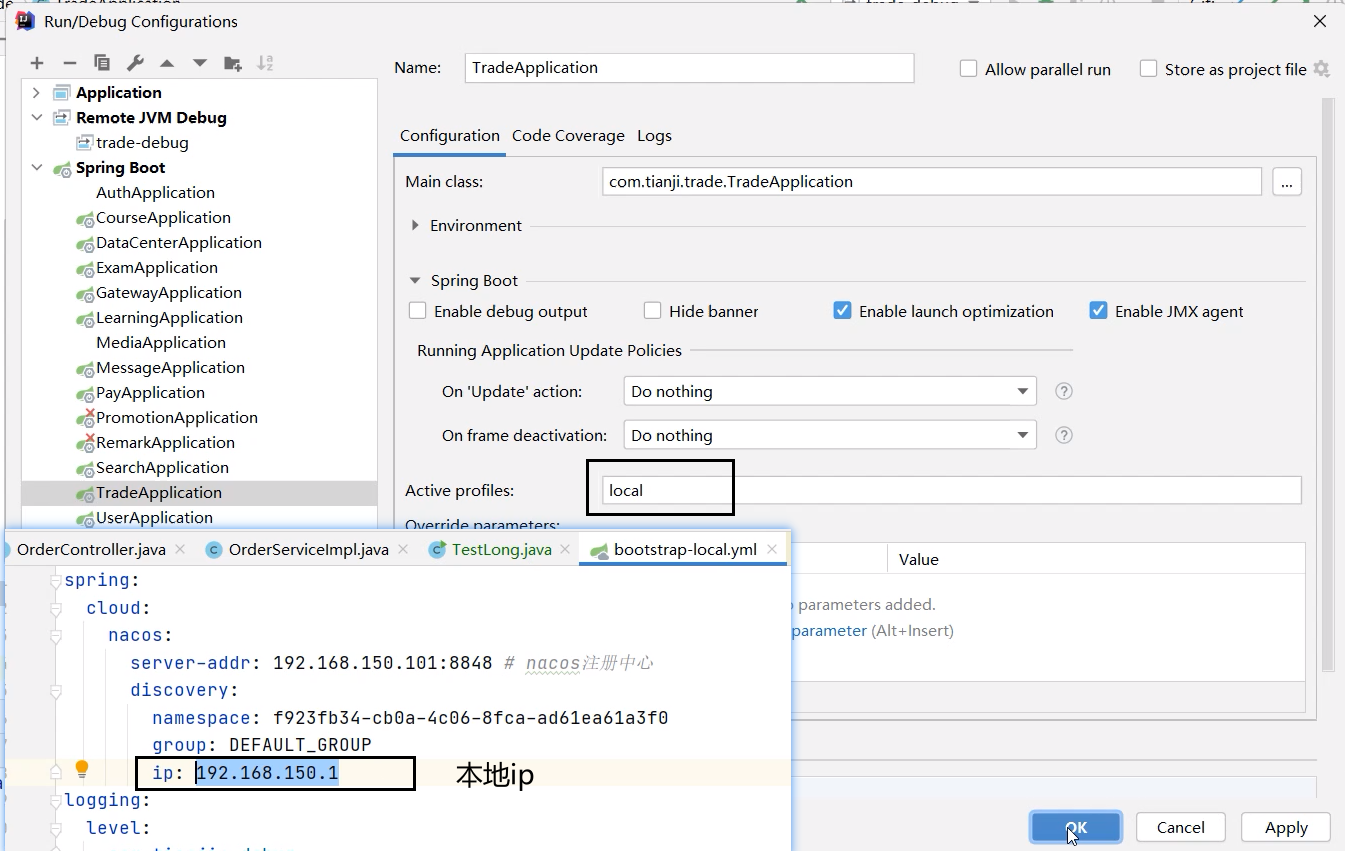 Run/Debug Configurations
Name: TradeApplication
Allow parallel run
Store as project file
Application
Remote JVM Debug
trade-debug
Spring Boot
AuthApplication
CourseApplication
DataCenterApplication
ExamApplication
GatewayApplication
LearningApplication
MediaApplication
MessageApplication
PayApplication
PromotionApplication
RemarkApplication
SearchApplication
TradeApplication
UserApplication
Configuration Code Coverage Logs
Main class: com.tianji.trade.TradeApplication ...
Environment
Spring Boot
Enable debug output Hide banner Enable launch optimization Enable JMX agent
Running Application Update Policies
On 'Update' action: Do nothing ?
On frame deactivation: Do nothing ?
Active profiles: local
Override parameters:
Value
parameters added.
parameter (Alt+Insert)
OrderController.java OrderServiceImpl.java TestLong.java bootstrap-local.yml
spring:
cloud:
nacos:
server-addr: 192.168.150.101:8848 # nacos注册中心
discovery:
namespace: f923fb34-cb0a-4c06-8fca-ad61ea61a3f0
group: DEFAULT_GROUP
ip: 192.168.150.1 本地ip
logging:
level:
OK Cancel Apply